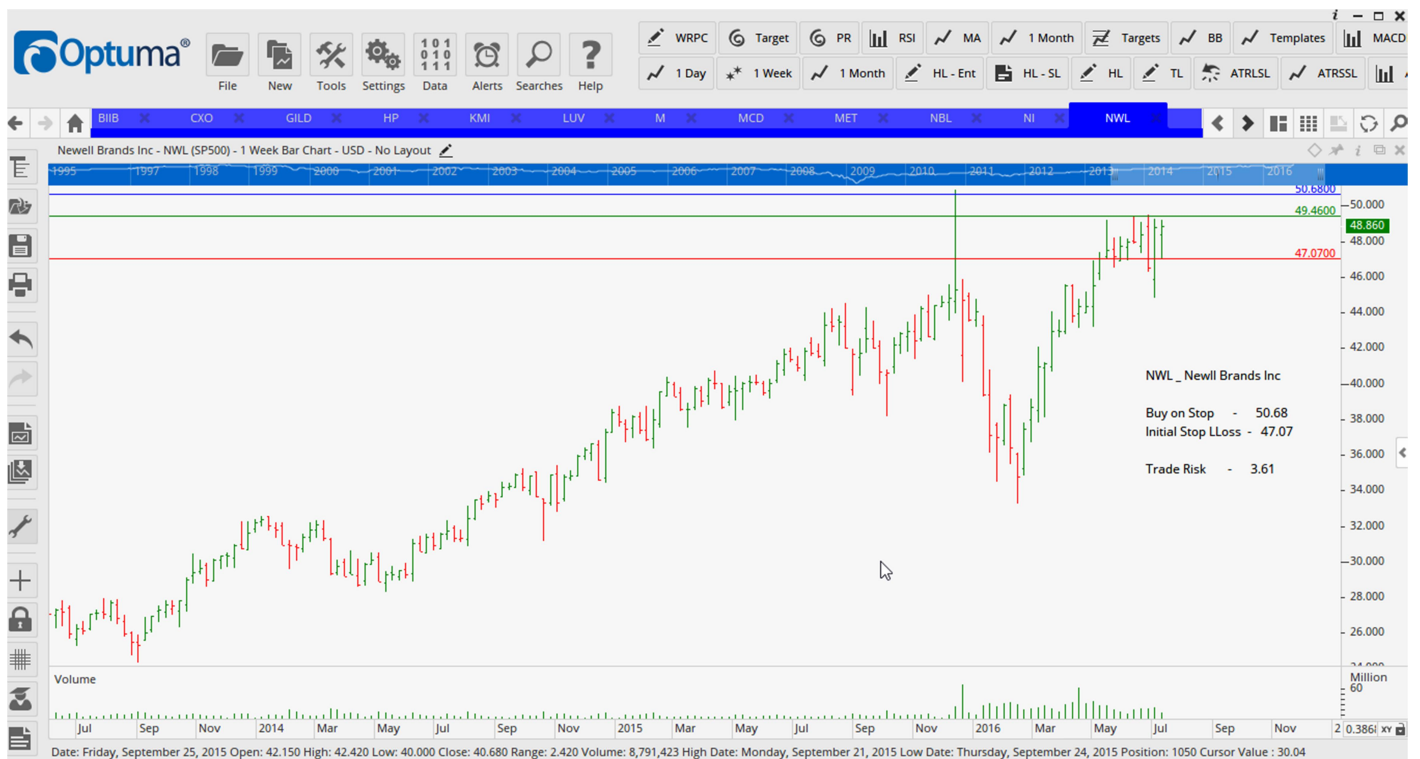 i
Optuma®
File
New
Tools
Settings
Data
Alerts
Searches
Help
101
010
111
WRPC
Target
PR
RSI
MA
1 Month
Targets
BB
Templates
MACD
1 Day
1 Week
1 Month
HL - Ent
HL - SL
HL
TL
ATRLSL
ATRSSL
BIIB
CXO
GILD
HP
KMI
LUV
M
MCD
MET
NBL
NI
NWL
Newell Brands Inc - NWL (SP500) - 1 Week Bar Chart - USD - No Layout
1995 1997 1998 1999 2000 2001 2002 2003 2004 2005 2006 2007 2008 2009 2010 2011 2012 2013 2014 2015 2016
50.6800
49.4600
47.0700
50.000
48.860
48.000
46.000
44.000
42.000
40.000
38.000
36.000
34.000
32.000
30.000
28.000
26.000
24.000
NWL _ Newll Brands Inc
Buy on Stop - 50.68
Initial Stop LLoss - 47.07
Trade Risk - 3.61
Volume
Million
60
Jul Sep Nov 2014 Mar May Jul Sep Nov 2015 Mar May Jul Sep Nov 2016 Mar May Jul Sep Nov 2
XY
Date: Friday, September 25, 2015 Open: 42.150 High: 42.420 Low: 40.000 Close: 40.680 Range: 2.420 Volume: 8,791,423 High Date: Monday, September 21, 2015 Low Date: Thursday, September 24, 2015 Position: 1050 Cursor Value : 30.04